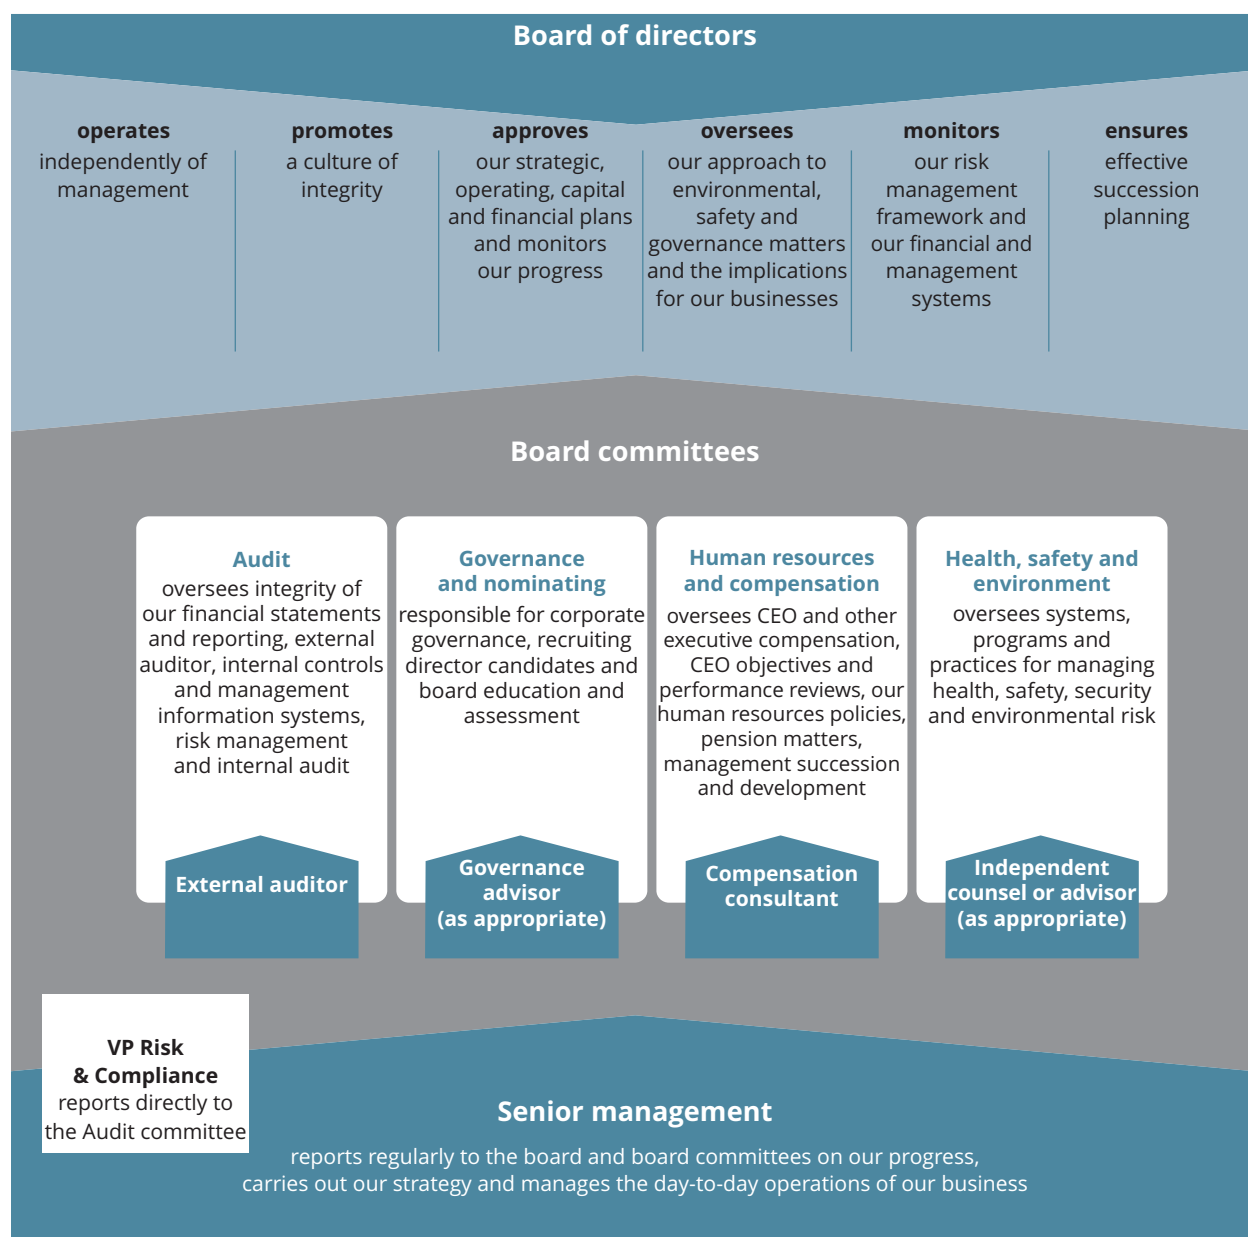 Board of directors
operates
independently of
management
promotes
a culture of
integrity
approves
our strategic,
operating, capital
and financial plans
and monitors
our progress
oversees
our approach to
environmental,
safety and
governance matters
and the implications
for our businesses
monitors
our risk
management
framework and
our financial and
management
systems
ensures
effective
succession
planning
Board committees
Audit
oversees integrity of
our financial statements
and reporting, external
auditor, internal controls
and management
information systems,
risk management
and internal audit
External auditor
Governance
and nominating
responsible for corporate
governance, recruiting
director candidates and
board education and
assessment
Governance
advisor
(as appropriate)
Human resources
and compensation
oversees CEO and other
executive compensation,
CEO objectives and
performance reviews, our
human resources policies,
pension matters,
management succession
and development
Compensation
consultant
Health, safety and
environment
oversees systems,
programs and
practices for managing
health, safety, security
and environmental risk
Independent
counsel or advisor
(as appropriate)
VP Risk
& Compliance
reports directly to
the Audit committee
Senior management
reports regularly to the board and board committees on our progress,
carries out our strategy and manages the day-to-day operations of our business